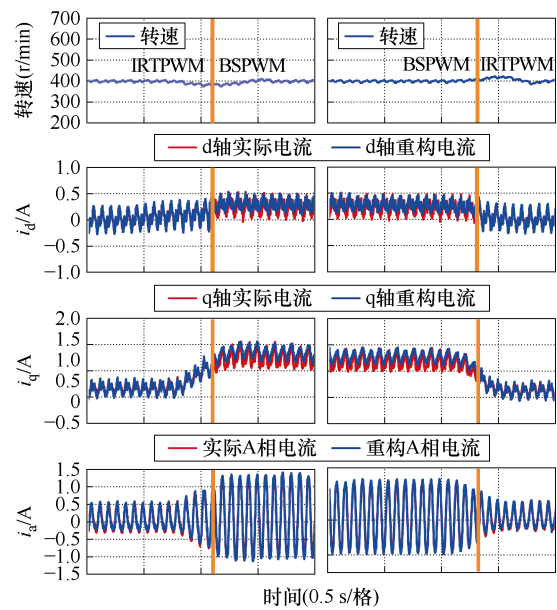 转速(r/min)
700
600
500
400
300
200
转速
IRTPWM
BSPWM
转速
BSPWM
IRTPWM
d轴实际电流
d轴重构电流
id/A
1.0
0.5
0
−0.5
−1.0
q轴实际电流
q轴重构电流
iq/A
2.0
1.5
1.0
0.5
0
−0.5
实际A相电流
重构A相电流
ia/A
1.5
1.0
0.5
0
−0.5
−1.0
−1.5
时间(0.5 s/格)